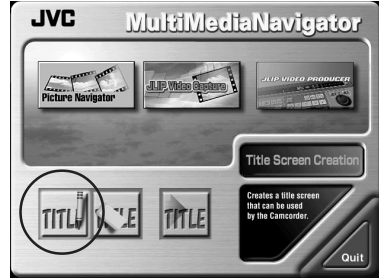 JVC MultiMediaNavigator
Picture Navigator JLIP Video Capture JLIP VIDEO PRODUCER
Title Screen Creation
TITLE TITLE
Creates a title screen
that can be used
by the Camcorder.
Quit